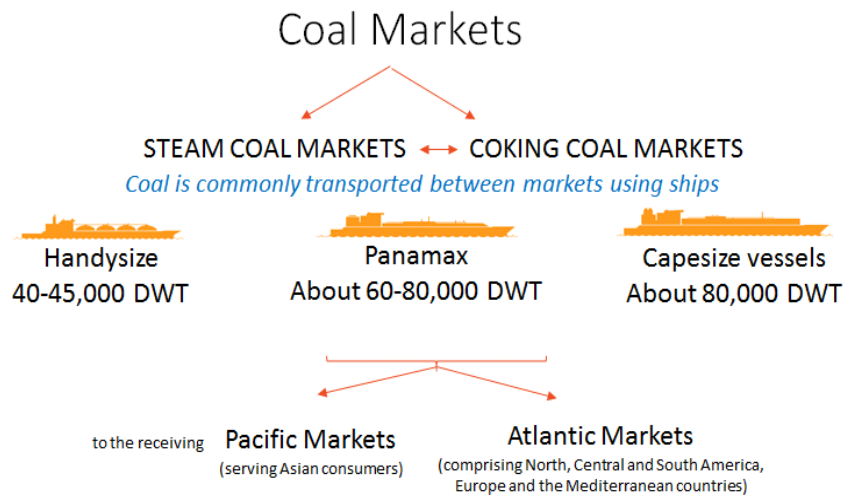 Coal Markets
STEAM COAL MARKETS
COKING COAL MARKETS
Coal is commonly transported between markets using ships
Handysize
40-45,000 DWT
Panamax
About 60-80,000 DWT
Capesize vessels
About 80,000 DWT
to the receiving
Pacific Markets
(serving Asian consumers)
Atlantic Markets
(comprising North, Central and South America,
Europe and the Mediterranean countries)